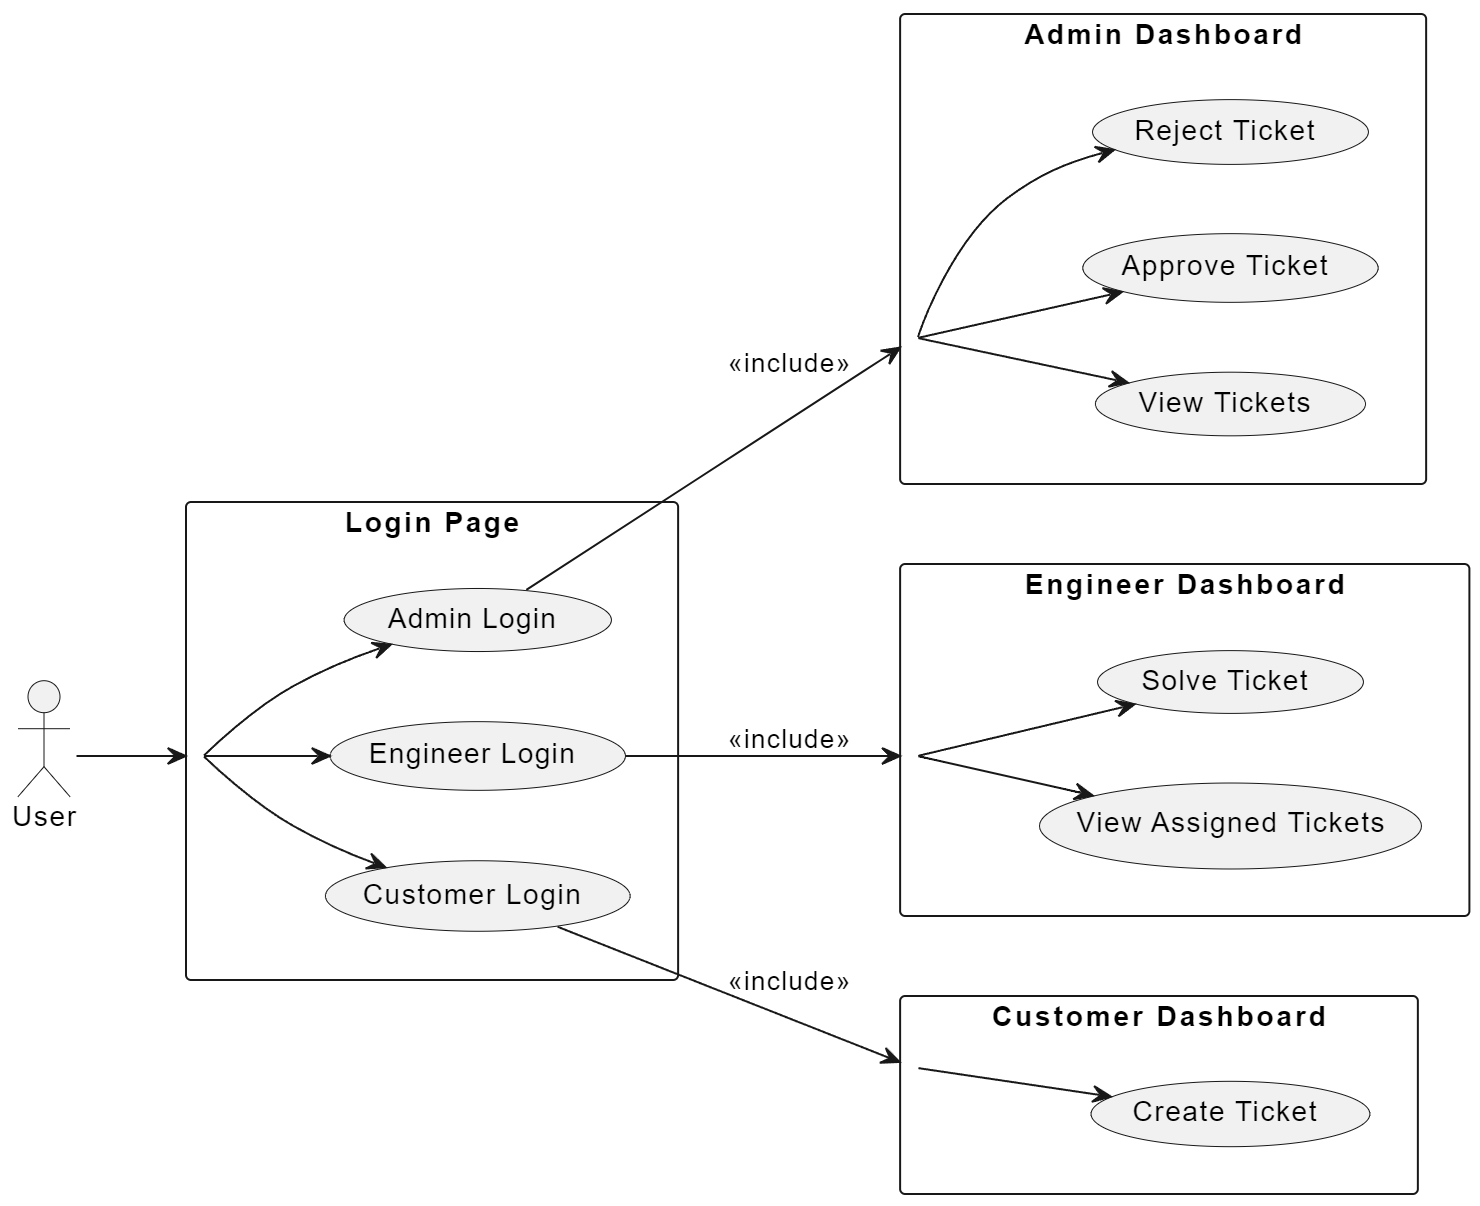 Admin Dashboard
Reject Ticket
Approve Ticket
«include»
View Tickets
Login Page
Admin Login
Engineer Dashboard
Solve Ticket
«include»
Engineer Login
User
View Assigned Tickets
Customer Login
«include»
Customer Dashboard
Create Ticket